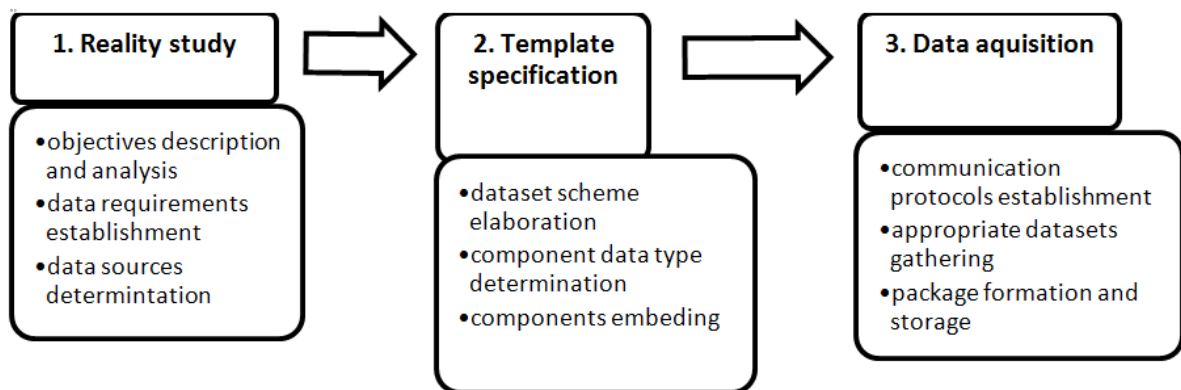 1. Reality study
•objectives description
and analysis
•data requirements
establishment
•data sources
determintation
2. Template
specification
•dataset scheme
elaboration
•component data type
determination
•components embeding
3. Data aquisition
•communication
protocols establishment
•appropriate datasets
gathering
•package formation and
storage